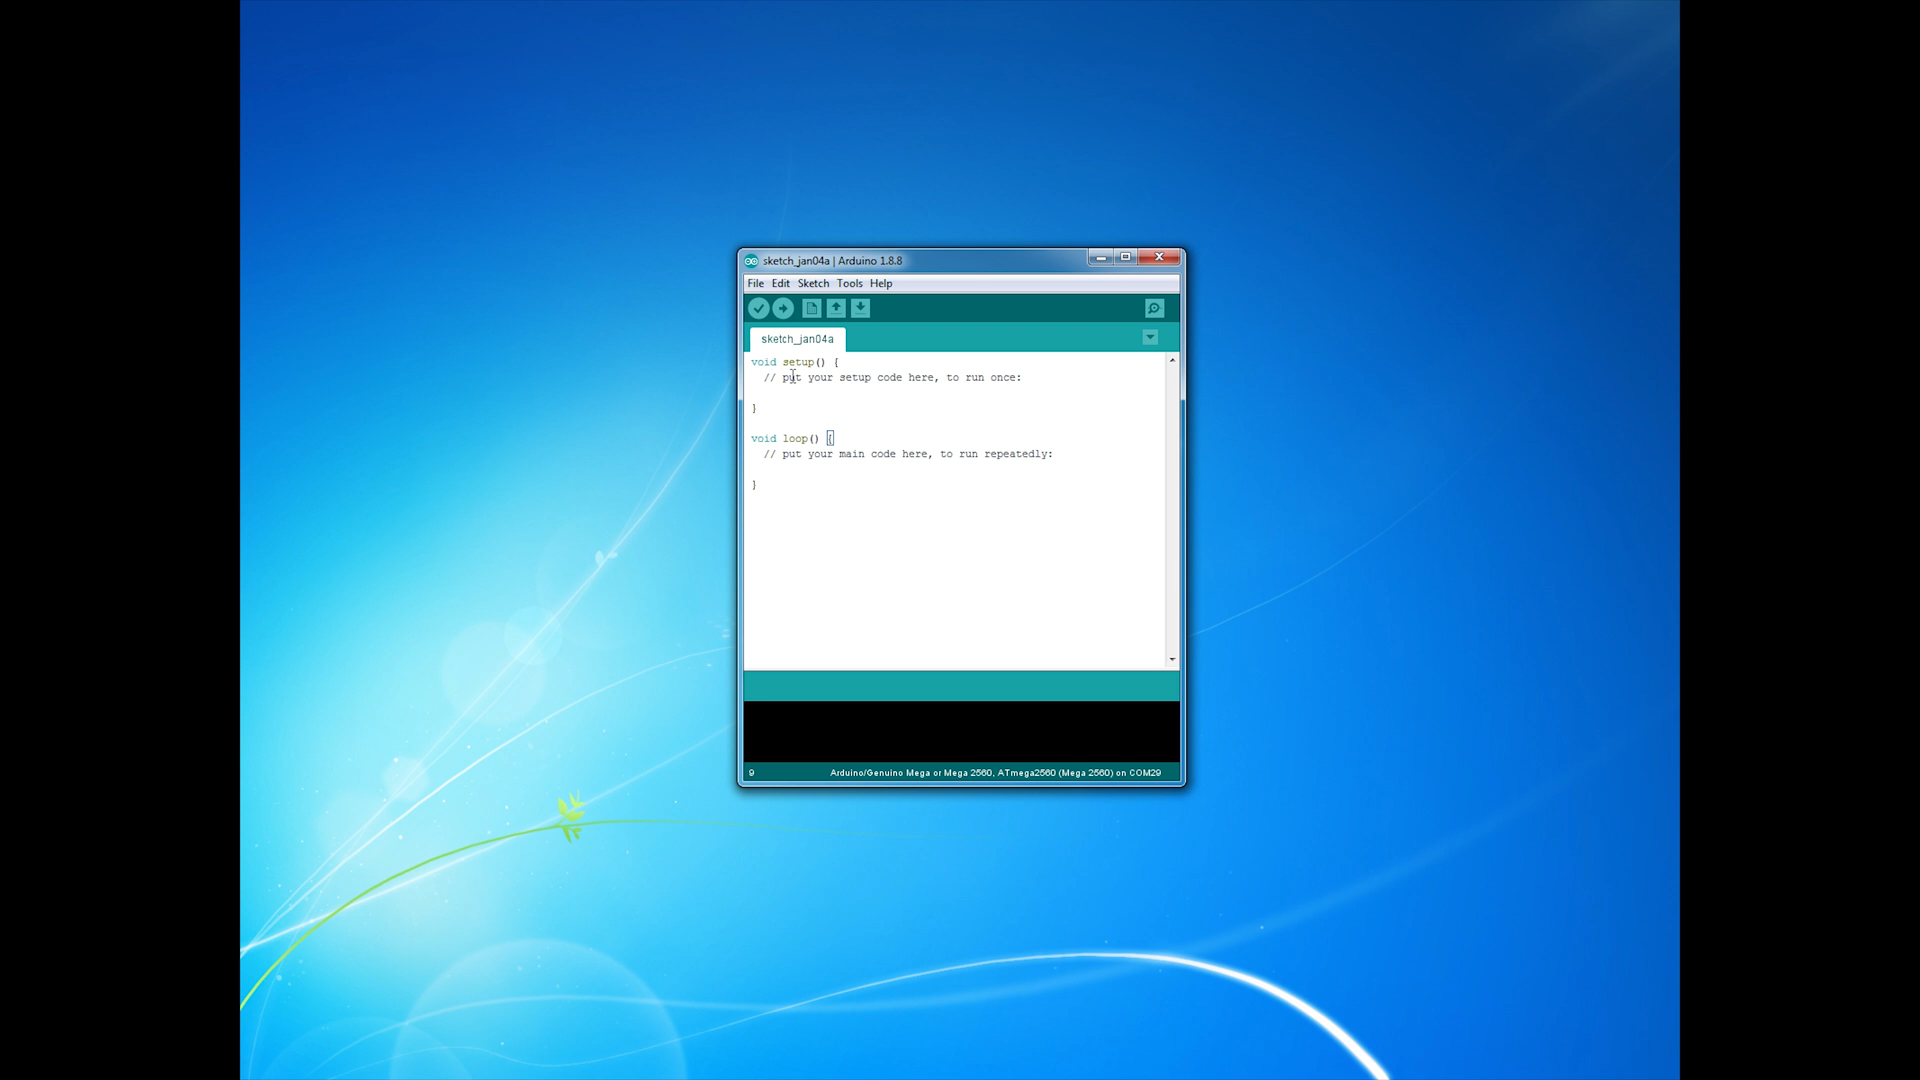 sketch_jan04a | Arduino 1.8.8
File Edit Sketch Tools Help
sketch_jan04a
void setup() {
  // put your setup code here, to run once:
}
void loop() {
  // put your main code here, to run repeatedly:
}
9 Arduino/Genuino Mega or Mega 2560, ATmega2560 (Mega 2560) on COM29